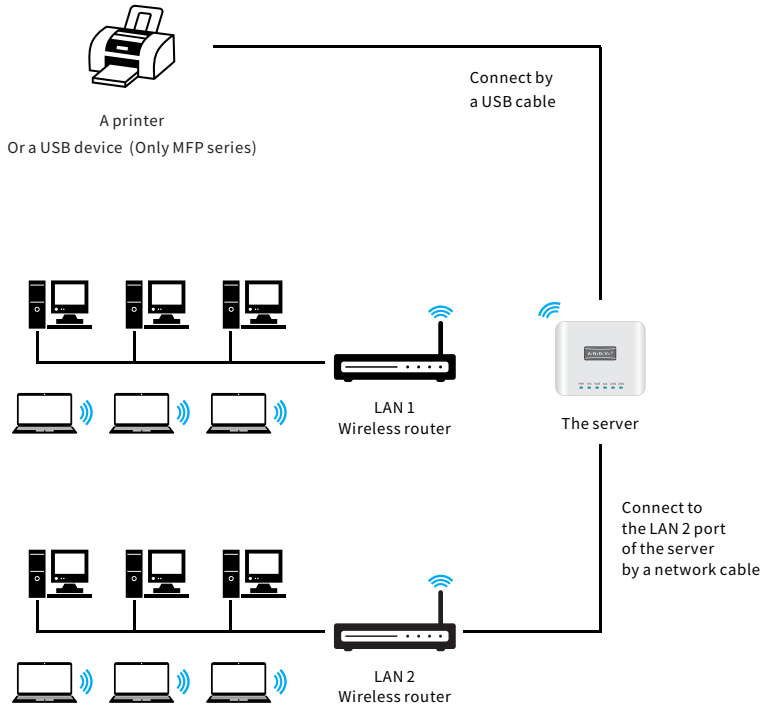 Connect by
a USB cable
A printer
Or a USB device (Only MFP series)
LAN 1
Wireless router
The server
Connect to
the LAN 2 port
of the server
by a network cable
LAN 2
Wireless router